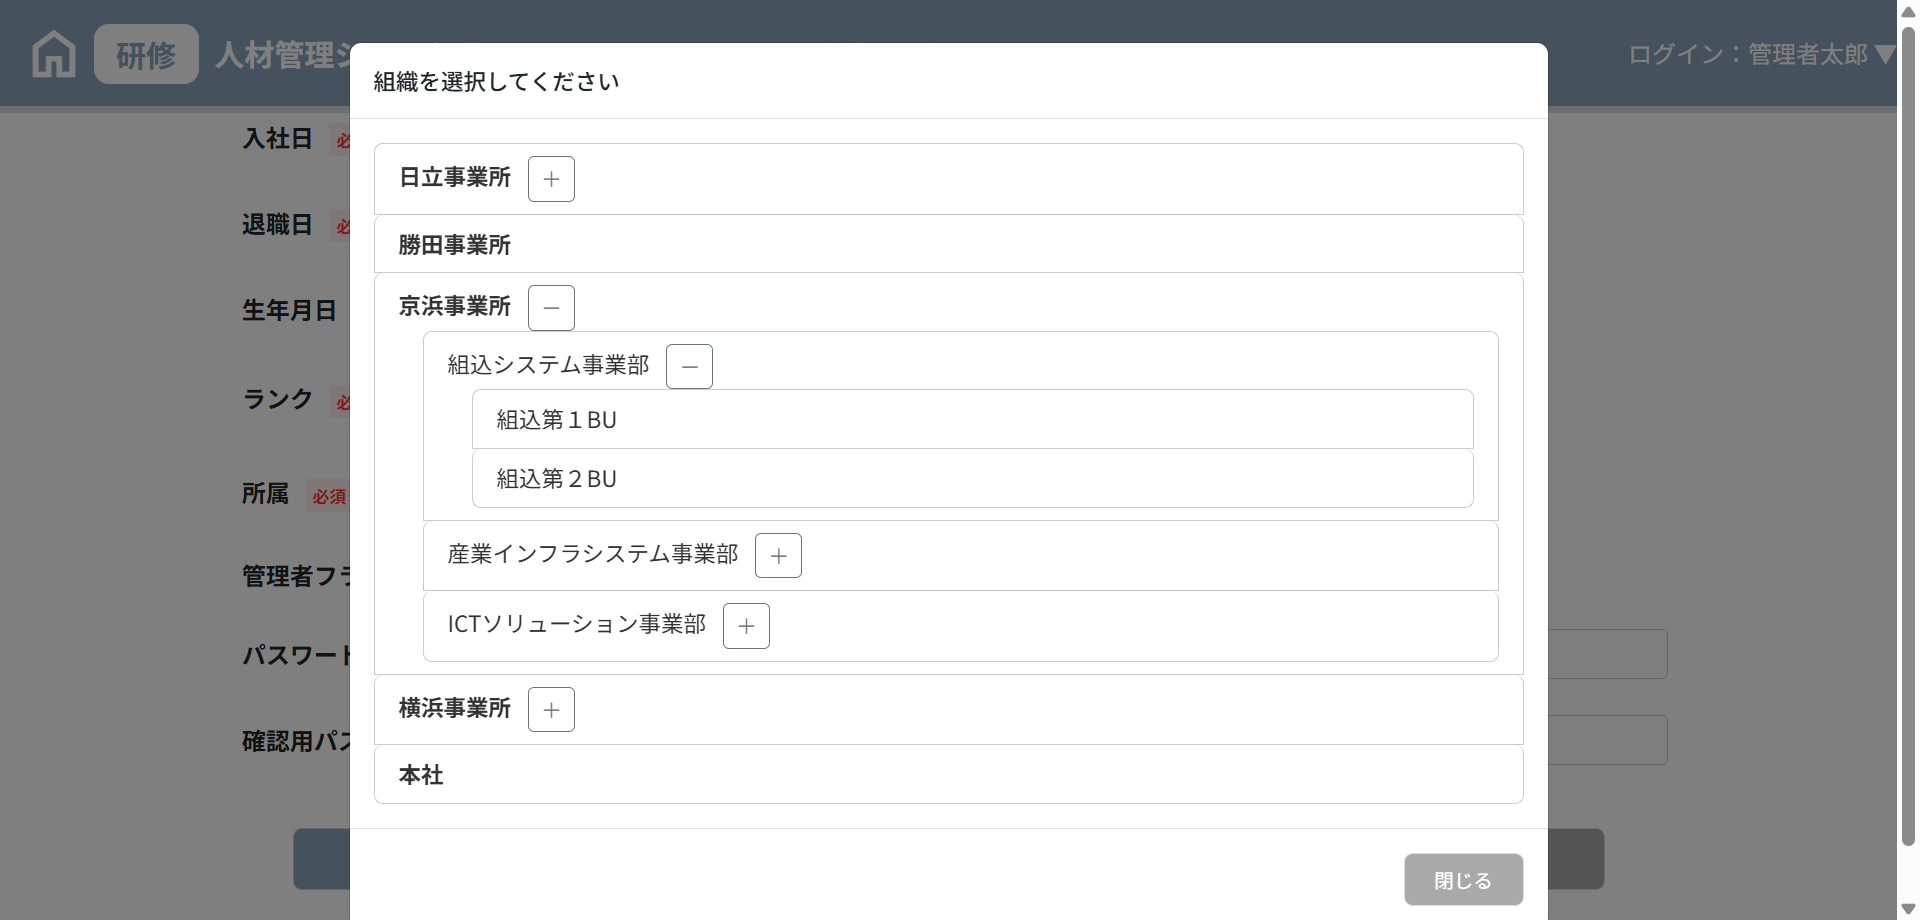 研修
人材管理シ
ログイン：管理者太郎 ▼
組織を選択してください
入社日 必
退職日 必
生年月日
ランク 必
所属 必須
管理者フラ
パスワード
確認用パス
日立事業所 +
勝田事業所
京浜事業所 −
組込システム事業部 −
組込第１BU
組込第２BU
産業インフラシステム事業部 +
ICTソリューション事業部 +
横浜事業所 +
本社
閉じる